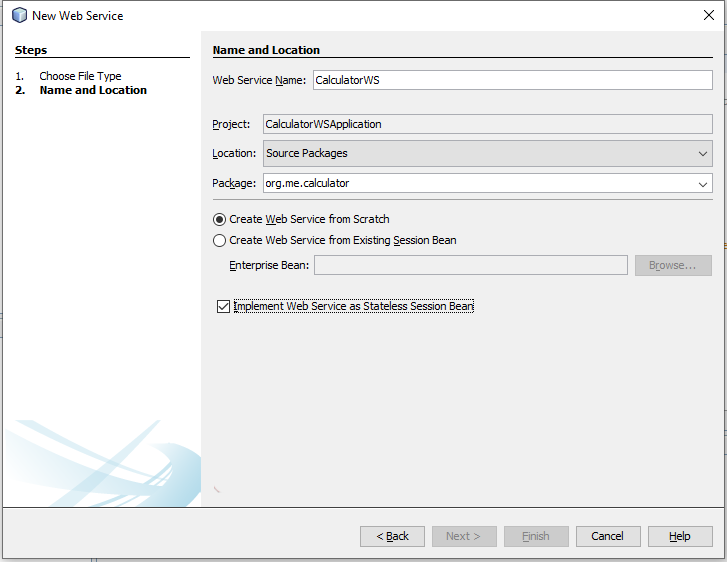 New Web Service
Steps
1. Choose File Type
2. Name and Location
Name and Location
Web Service Name: CalculatorWS
Project: CalculatorWSApplication
Location: Source Packages
Package: org.me.calculator
Create Web Service from Scratch
Create Web Service from Existing Session Bean
Enterprise Bean: Browse...
Implement Web Service as Stateless Session Bean
< Back Next > Finish Cancel Help